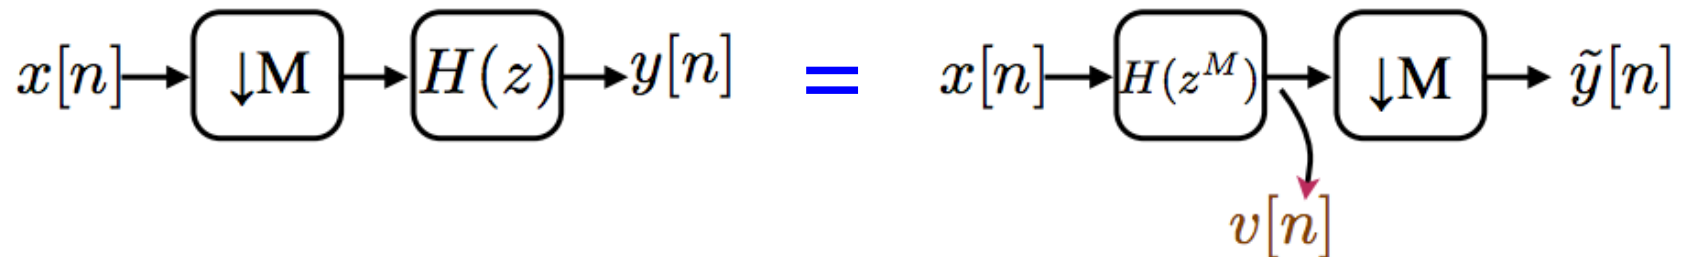 x[n] ↓M H(z) y[n] = x[n] H(z^M) ↓M ỹ[n]
v[n]